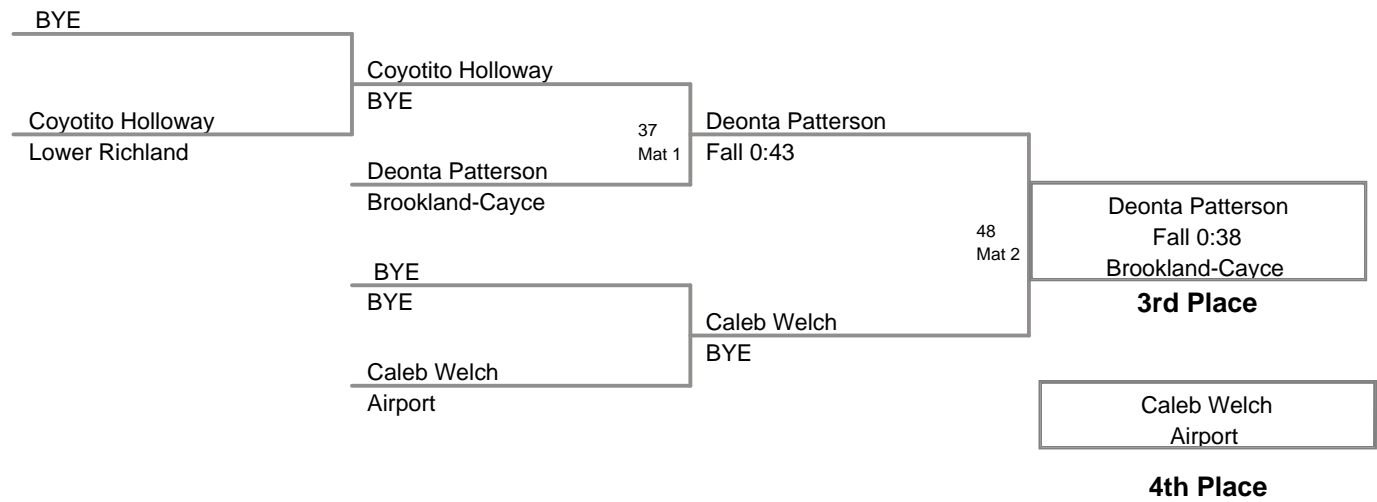 BYE
Coyotito Holloway
Lower Richland
Coyotito Holloway
BYE
37
Mat 1
Deonta Patterson
Brookland-Cayce
BYE
BYE
Caleb Welch
Airport
Deonta Patterson
Fall 0:43
48
Mat 2
Caleb Welch
BYE
Deonta Patterson
Fall 0:38
Brookland-Cayce
3rd Place
Caleb Welch
Airport
4th Place